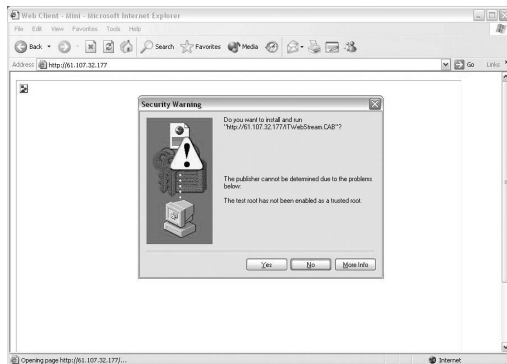 Web Client - Mini - Microsoft Internet Explorer
File Edit View Favorites Tools Help
Back Search Favorites Media
Address http://61.107.32.177 Go Links
Security Warning
Do you want to install and run
"http://61.107.32.177/ITWebStream.CAB"?
The publisher cannot be determined due to the problems
below:
The test root has not been enabled as a trusted root.
Yes No More Info
Opening page http://61.107.32.177/... Internet